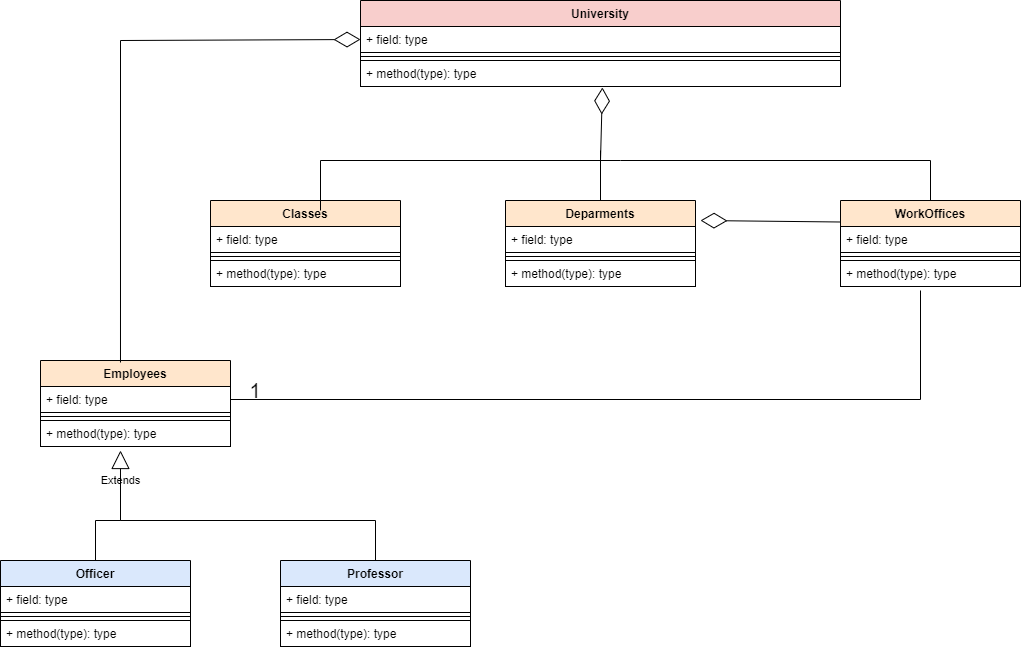 University
+ field: type
+ method(type): type
Classes
+ field: type
+ method(type): type
Deparments
+ field: type
+ method(type): type
WorkOffices
+ field: type
+ method(type): type
Employees
+ field: type
+ method(type): type
1
Extends
Officer
+ field: type
+ method(type): type
Professor
+ field: type
+ method(type): type